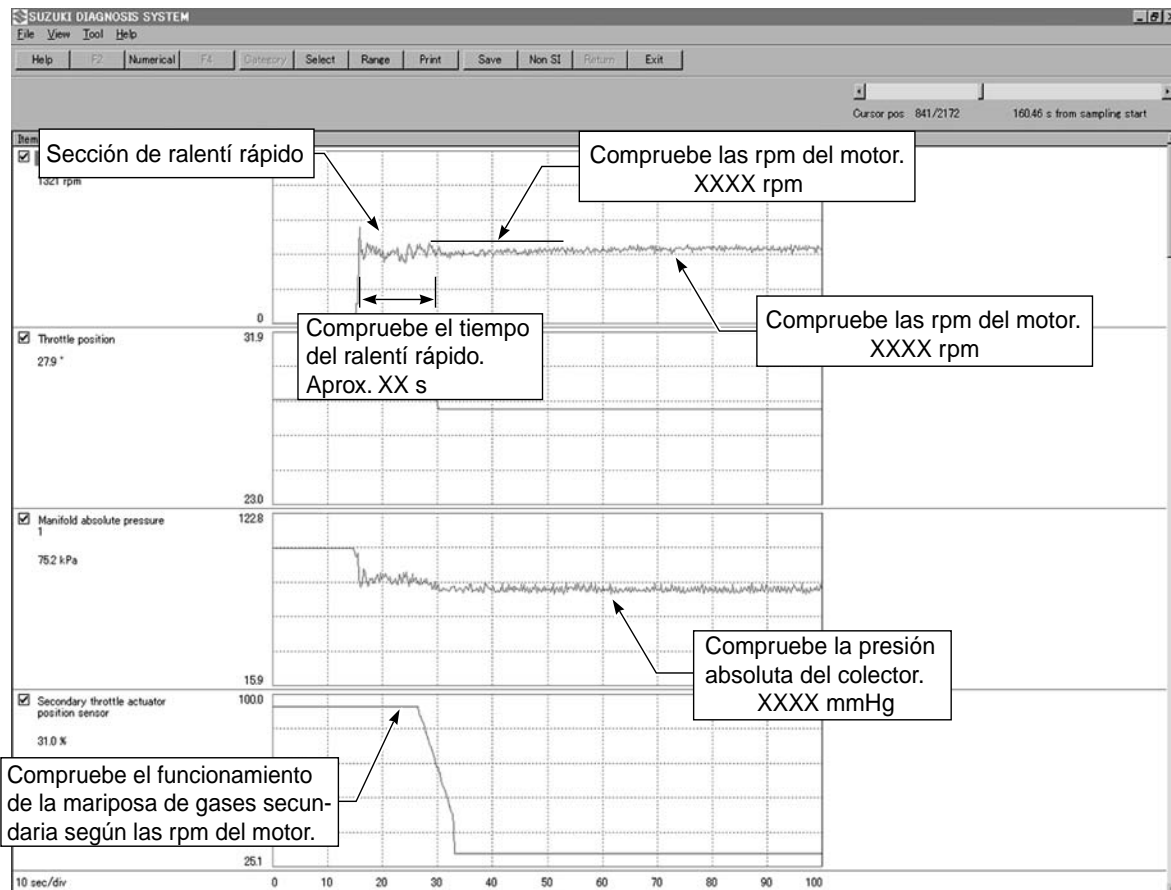 SUZUKI DIAGNOSIS SYSTEM
File View Tool Help
Help F2 Numerical F4 Category Select Range Print Save Non SI Return Exit
Cursor pos 841/2172 160.46 s from sampling start
Item
Sección de ralentí rápido
Compruebe las rpm del motor.
XXXX rpm
1321 rpm
0
Compruebe el tiempo
del ralentí rápido.
Aprox. XX s
Compruebe las rpm del motor.
XXXX rpm
Throttle position
27.9 °
31.9
23.0
Manifold absolute pressure
1
75.2 kPa
122.8
15.9
Compruebe la presión
absoluta del colector.
XXXX mmHg
Secondary throttle actuator
position sensor
31.0 %
100.0
25.1
Compruebe el funcionamiento
de la mariposa de gases secun-
daria según las rpm del motor.
10 sec/div 0 10 20 30 40 50 60 70 80 90 100